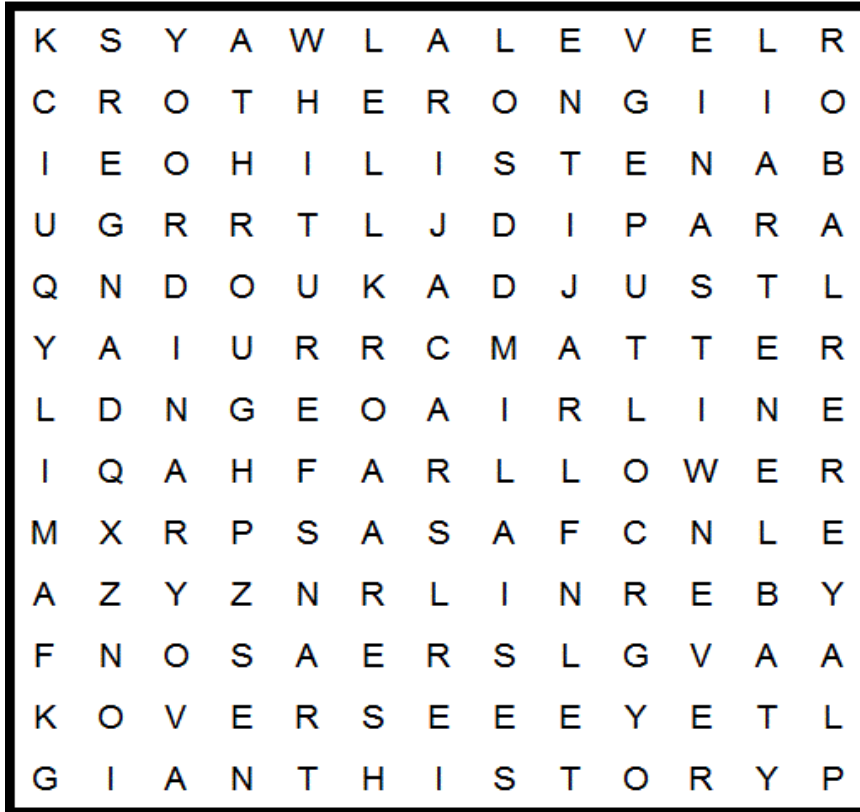 K S Y A W L A L E V E L R
C R O T H E R O N G I I O
I E O H I L I S T E N A B
U G R R T L J D I P A R A
Q N D O U K A D J U S T L
Y A I U R R C M A T T E R
L D N G E O A I R L I N E
I Q A H F A R L L O W E R
M X R P S A S A F C N L E
A Z Y Z N R L I N R E B Y
F N O S A E R S L G V A A
K O V E R S E E E Y E T L
G I A N T H I S T O R Y P